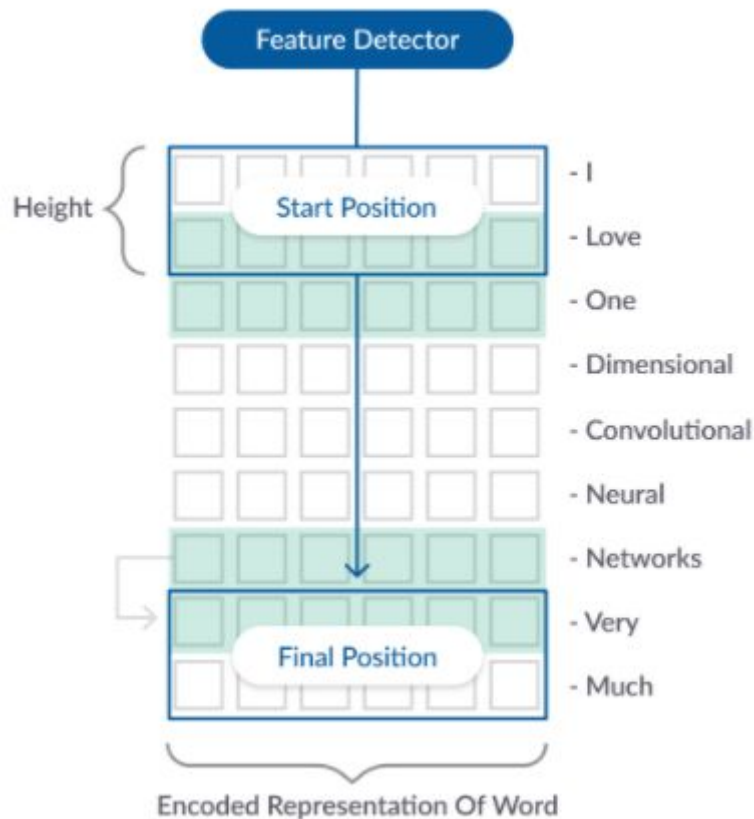 Feature Detector
Height
Start Position
- I
- Love
- One
- Dimensional
- Convolutional
- Neural
- Networks
- Very
Final Position
- Much
Encoded Representation Of Word